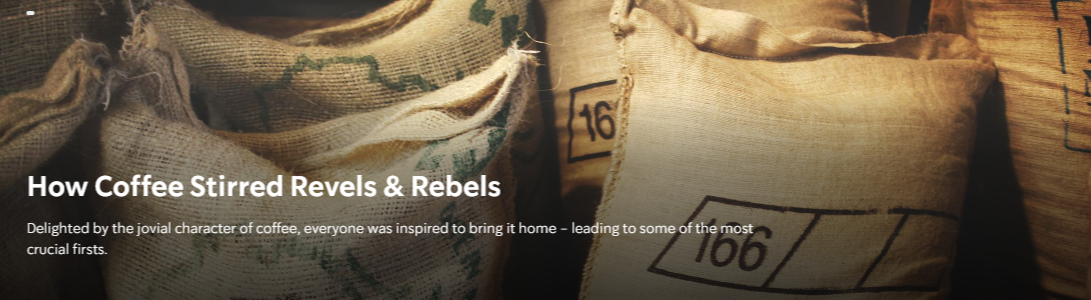 How Coffee Stirred Revels & Rebels
Delighted by the jovial character of coffee, everyone was inspired to bring it home – leading to some of the most
crucial firsts.
16
166